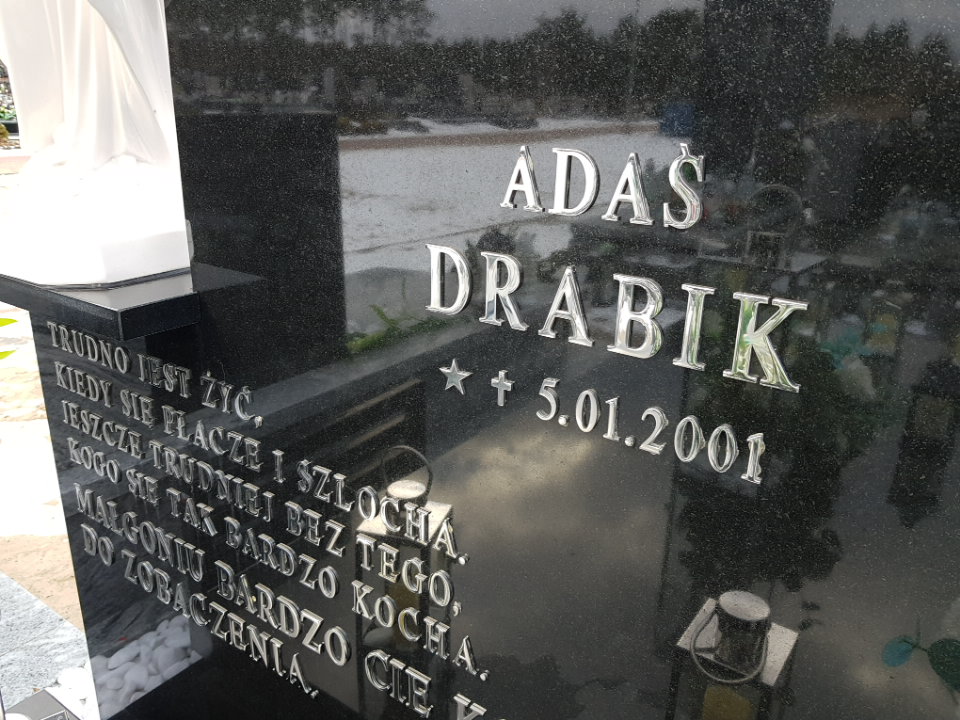 ADAŚ
DRABIK
★ ✝ 5.01.2001
TRUDNO JEST ŻYĆ,
KIEDY SIĘ PŁACZE I SZLOCHA.
JESZCZE TRUDNIEJ BEZ TEGO,
KOGO SIĘ TAK BARDZO KOCHA.
MAŁGONIU BARDZO CIĘ
DO ZOBACZENIA.